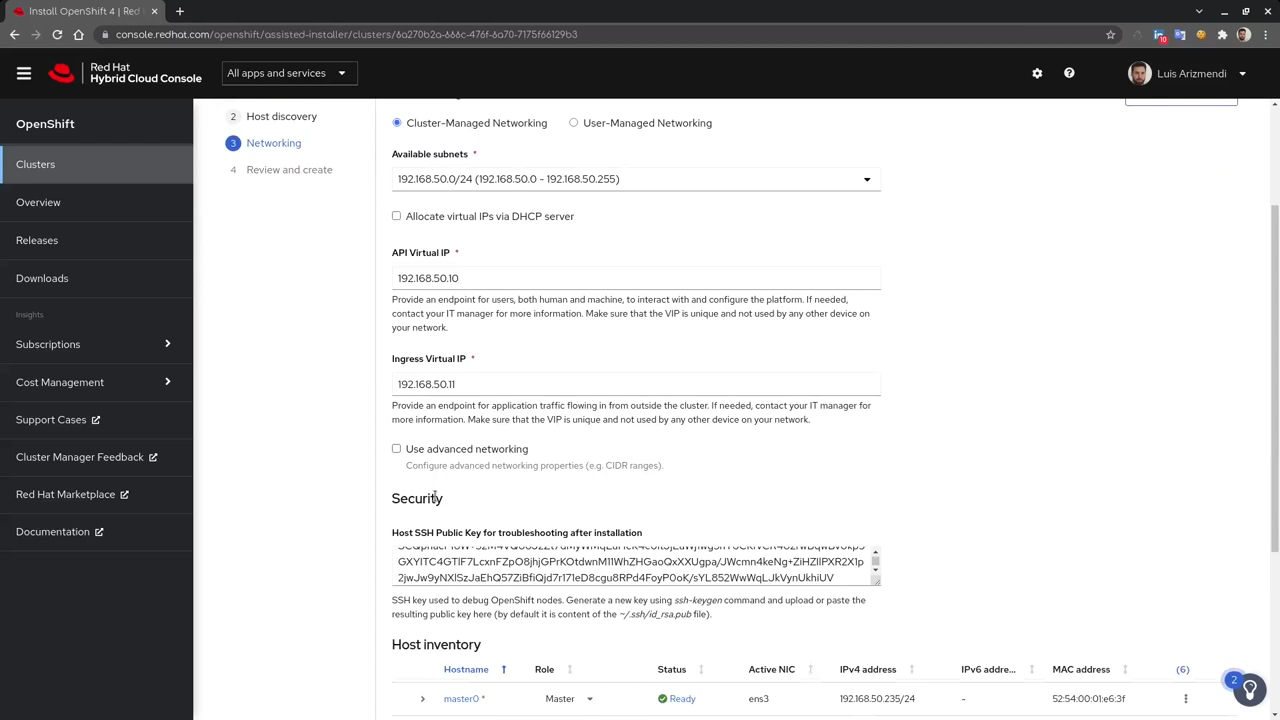 Install OpenShift 4 | Red H
console.redhat.com/openshift/assisted-installer/clusters/
10
Red Hat
Hybrid Cloud Console
All apps and services
Luis Arizmendi
OpenShift
Clusters
Overview
Releases
Downloads
Insights
Subscriptions
Cost Management
Support Cases
Cluster Manager Feedback
Red Hat Marketplace
Documentation
2 Host discovery
3 Networking
4 Review and create
Cluster-Managed Networking
User-Managed Networking
Available subnets *
192.168.50.0/24 (192.168.50.0 - 192.168.50.255)
Allocate virtual IPs via DHCP server
API Virtual IP *
192.168.50.10
Provide an endpoint for users, both human and machine, to interact with and configure the platform. If needed,
contact your IT manager for more information. Make sure that the VIP is unique and not used by any other device on
your network.
Ingress Virtual IP *
192.168.50.11
Provide an endpoint for application traffic flowing in from outside the cluster. If needed, contact your IT manager for
more information. Make sure that the VIP is unique and not used by any other device on your network.
Use advanced networking
Configure advanced networking properties (e.g. CIDR ranges).
Security
Host SSH Public Key for troubleshooting after installation
SSH key used to debug OpenShift nodes. Generate a new key using ssh-keygen command and upload or paste the
resulting public key here (by default it is content of the ~/.ssh/id_rsa.pub file).
Host inventory
Hostname Role Status Active NIC IPv4 address IPv6 addre... MAC address (6)
master0 * Master Ready ens3 192.168.50.235/24 - 52:54:00:01:e6:3f
2